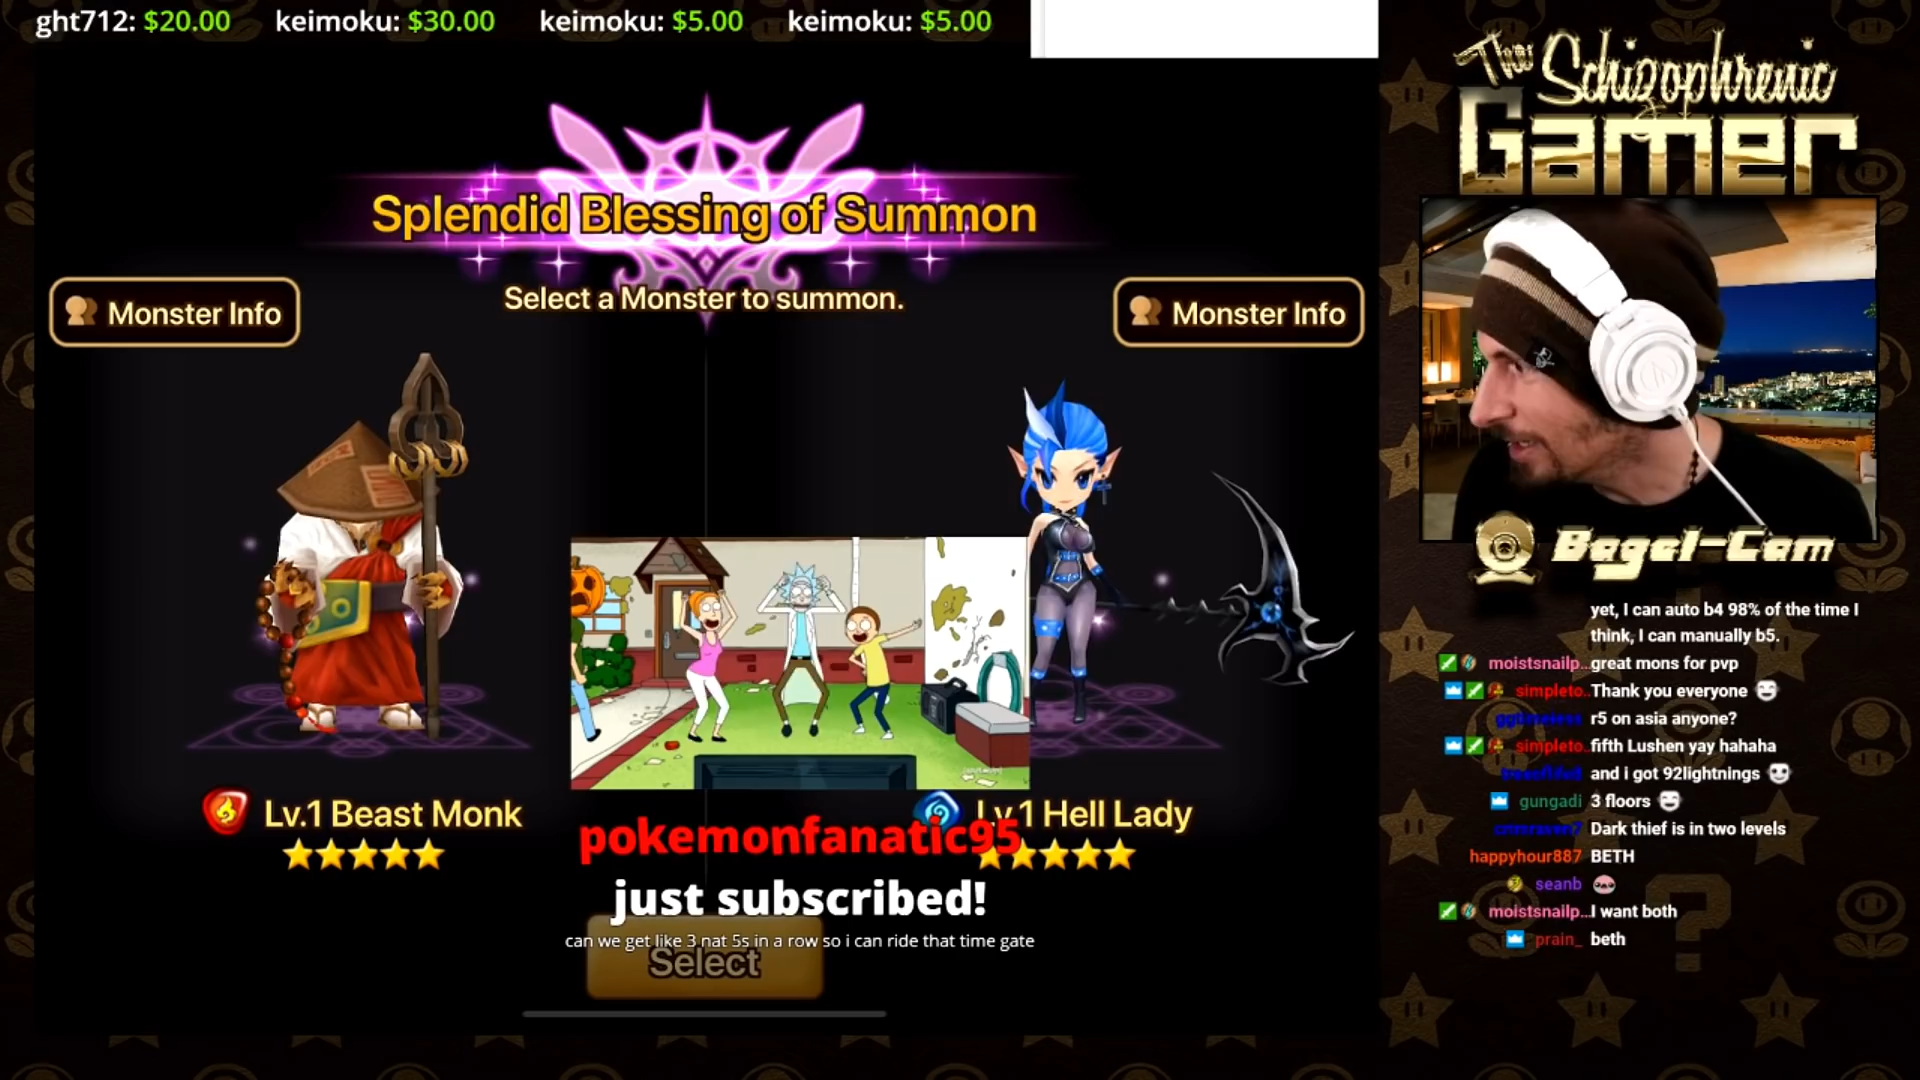 ght712: $20.00 keimoku: $30.00 keimoku: $5.00 keimoku: $5.00
The Schizophrenic
Gamer
Splendid Blessing of Summon
Select a Monster to summon.
Monster Info
Monster Info
Bagel-Cam
Lv.1 Beast Monk
Lv.1 Hell Lady
pokemonfanatic95
just subscribed!
can we get like 3 nat 5s in a row so i can ride that time gate
Select
yet, I can auto b4 98% of the time I
think, I can manually b5.
moistsnailp... great mons for pvp
simpleto.. Thank you everyone
r5 on asia anyone?
simpleto.. fifth Lushen yay hahaha
and i got 92lightnings
gungadi 3 floors
Dark thief is in two levels
happyhour887 BETH
seanb
moistsnailp... I want both
prain_ beth